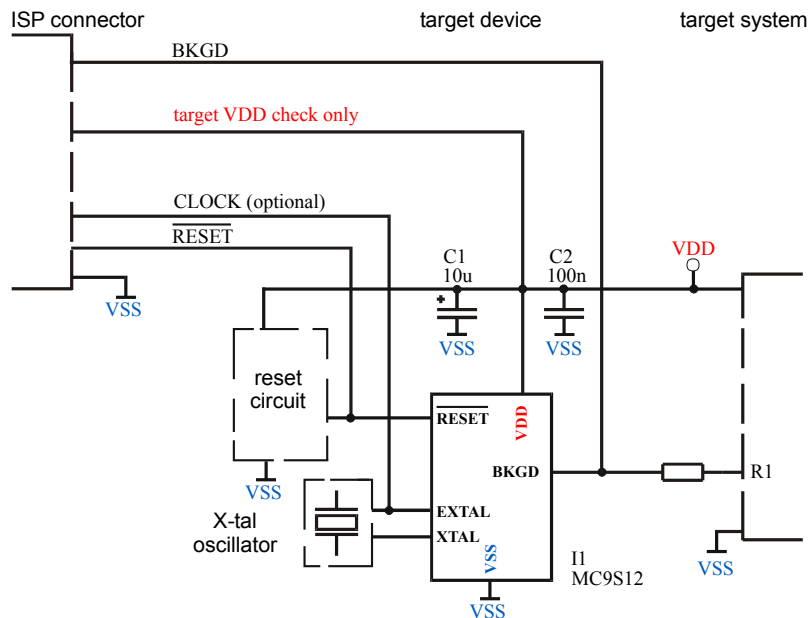 ISP connector
target device
target system
BKGD
target VDD check only
CLOCK (optional)
RESET
VSS
C1
10u
+
VSS
C2
100n
VSS
VDD
reset
circuit
VSS
RESET
VDD
BKGD
R1
X-tal
oscillator
EXTAL
XTAL
VSS
I1
MC9S12
VSS
VSS